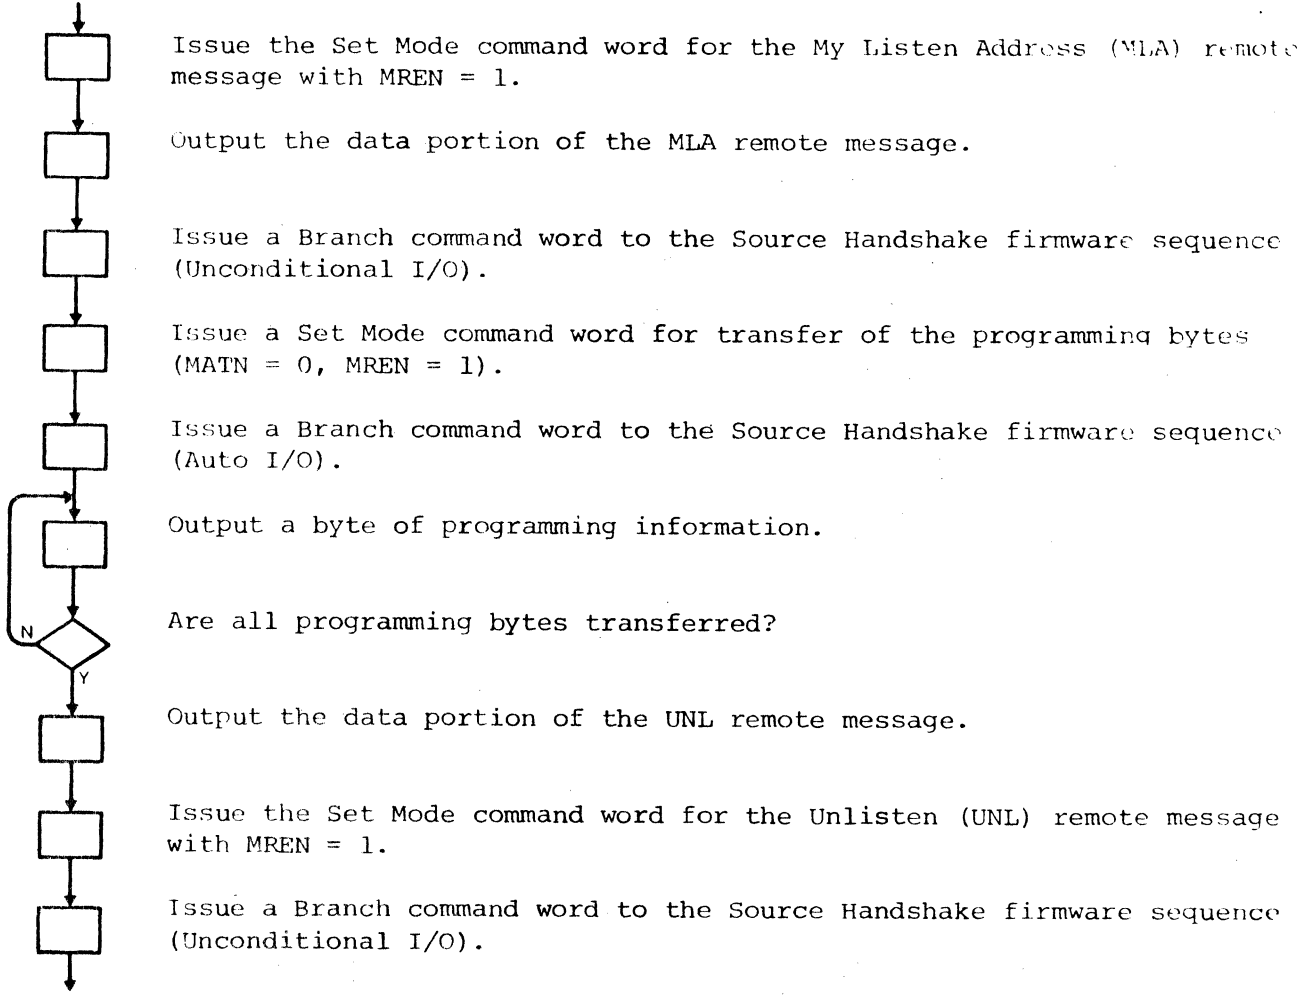 Issue the Set Mode command word for the My Listen Address (MLA) remote
message with MREN = 1.
Output the data portion of the MLA remote message.
Issue a Branch command word to the Source Handshake firmware sequence
(Unconditional I/O).
Issue a Set Mode command word for transfer of the programming bytes
(MATN = 0, MREN = 1).
Issue a Branch command word to the Source Handshake firmware sequence
(Auto I/O).
Output a byte of programming information.
Are all programming bytes transferred?
N
Y
Output the data portion of the UNL remote message.
Issue the Set Mode command word for the Unlisten (UNL) remote message
with MREN = 1.
Issue a Branch command word to the Source Handshake firmware sequence
(Unconditional I/O).